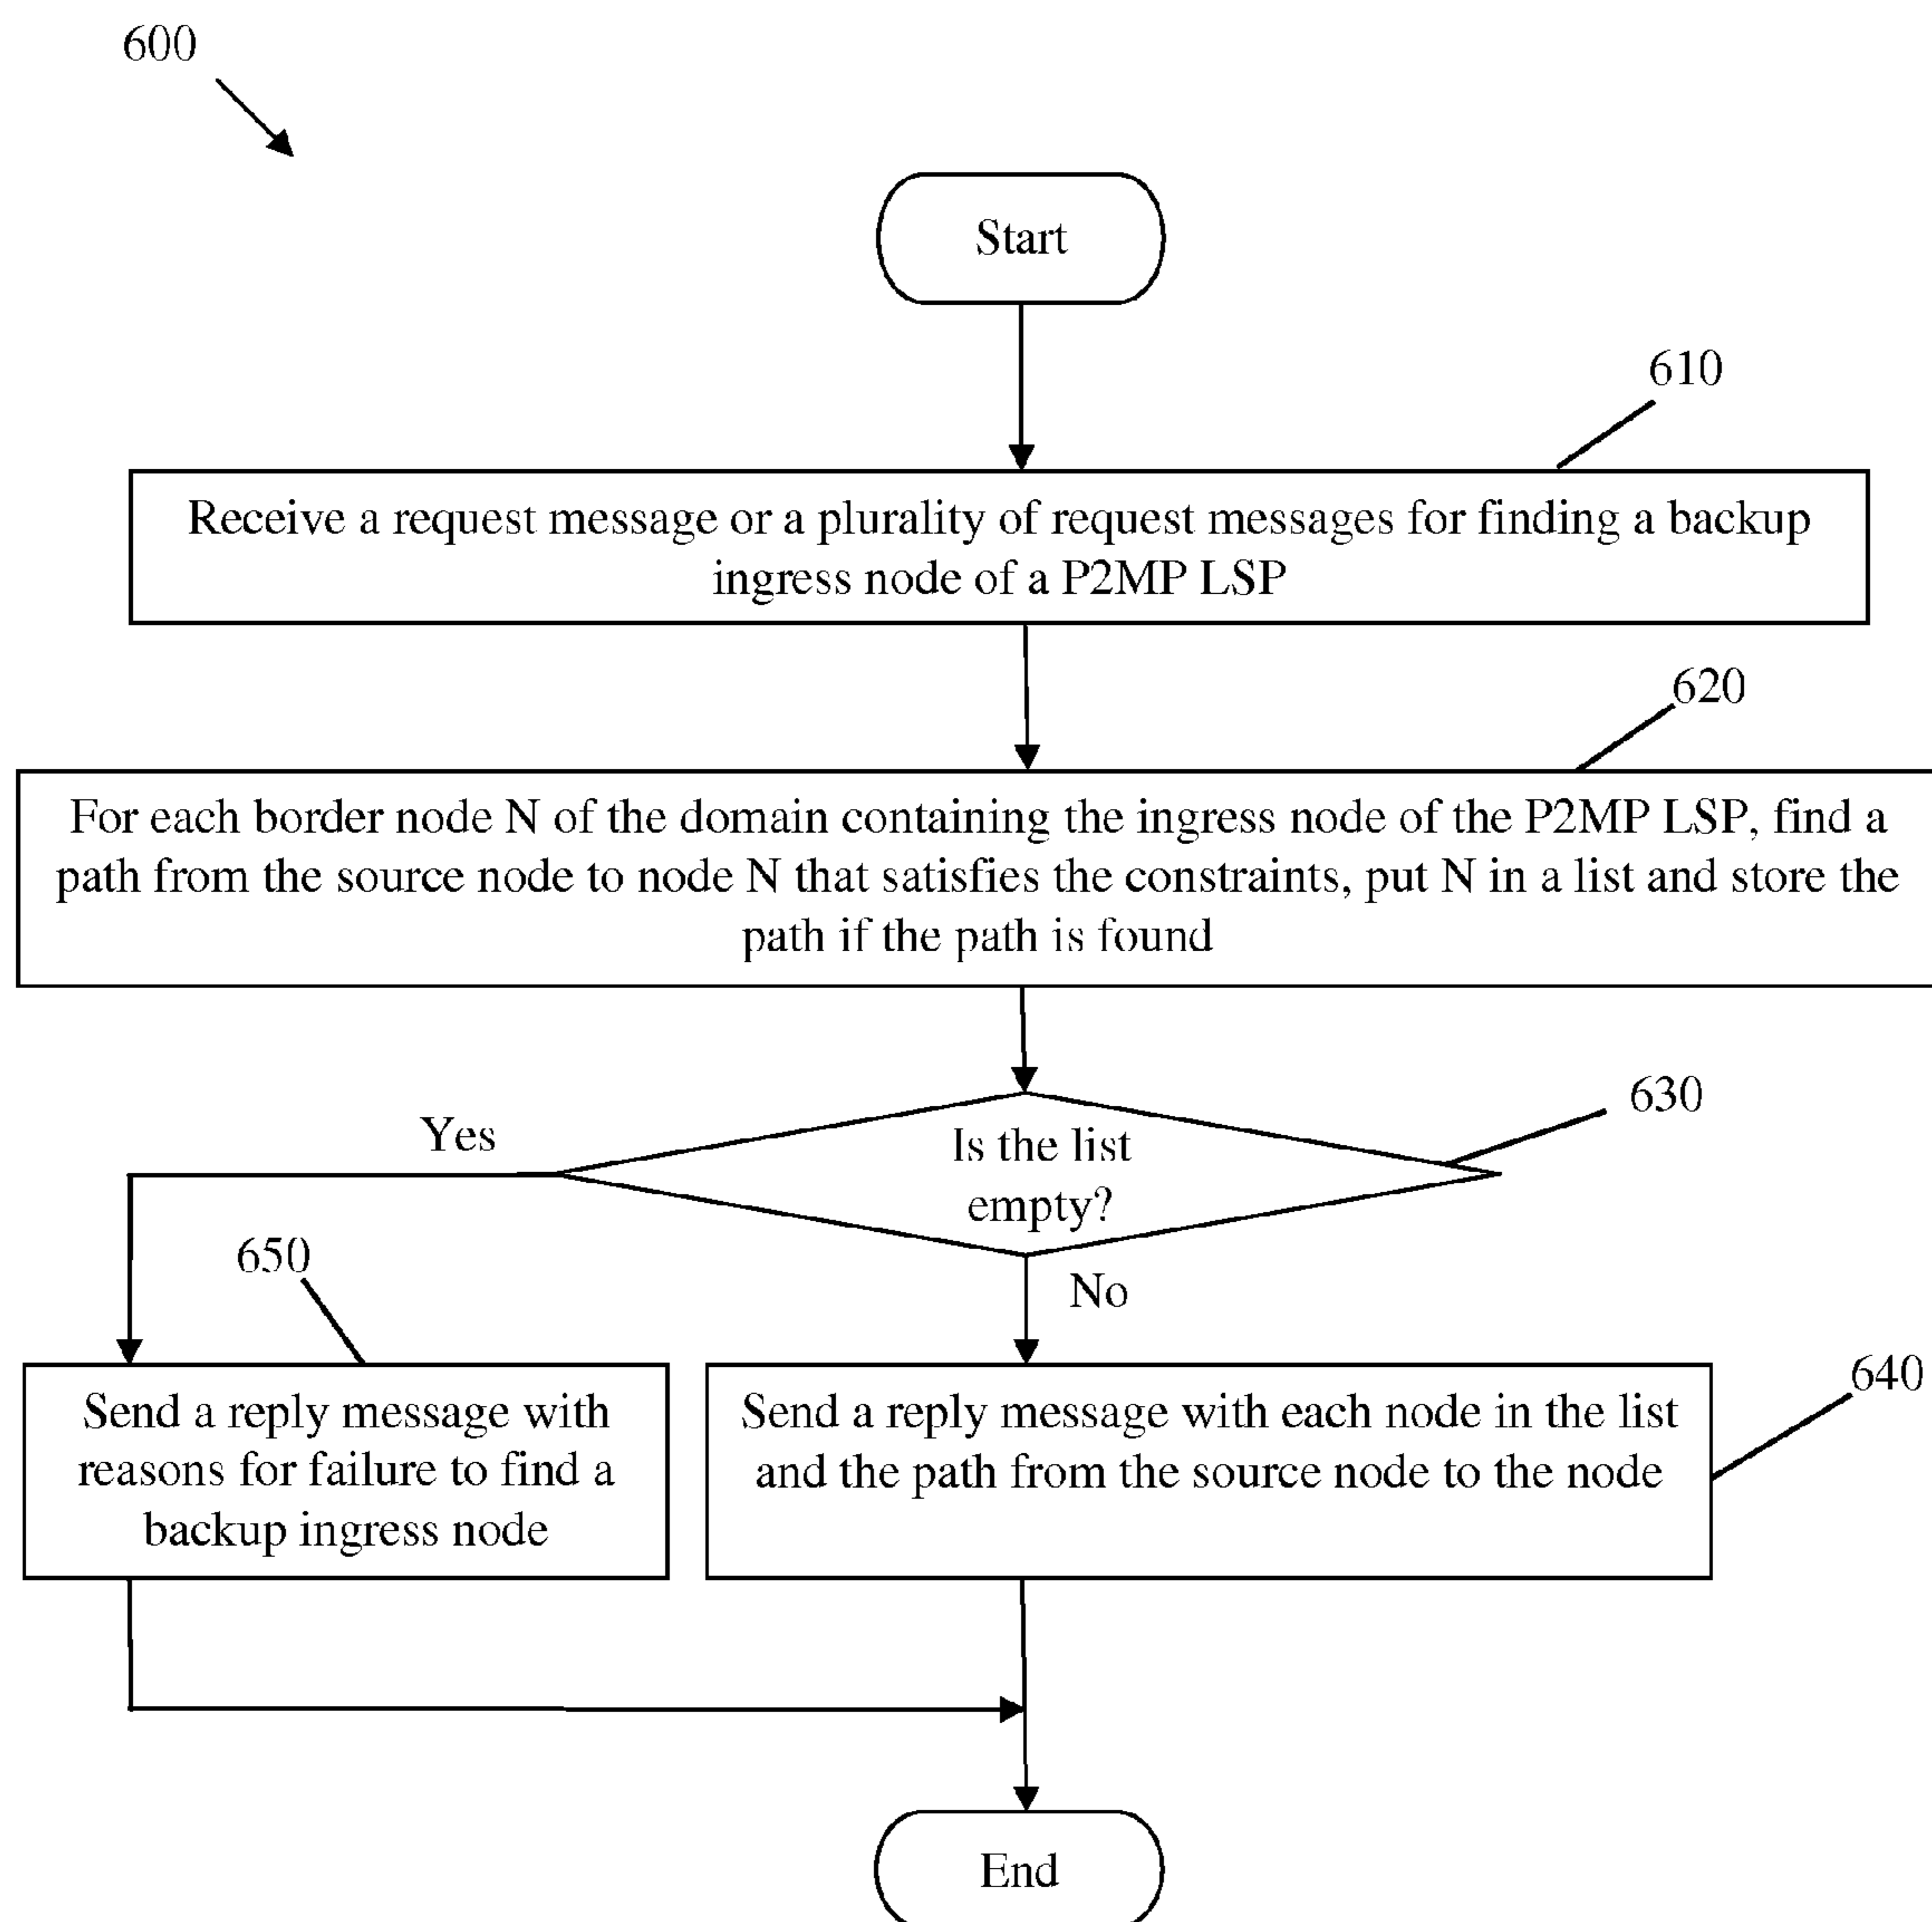 600
Start
610
Receive a request message or a plurality of request messages for finding a backup
ingress node of a P2MP LSP
620
For each border node N of the domain containing the ingress node of the P2MP LSP, find a
path from the source node to node N that satisfies the constraints, put N in a list and store the
path if the path is found
630
Yes
Is the list
empty?
650
No
640
Send a reply message with
reasons for failure to find a
backup ingress node
Send a reply message with each node in the list
and the path from the source node to the node
End